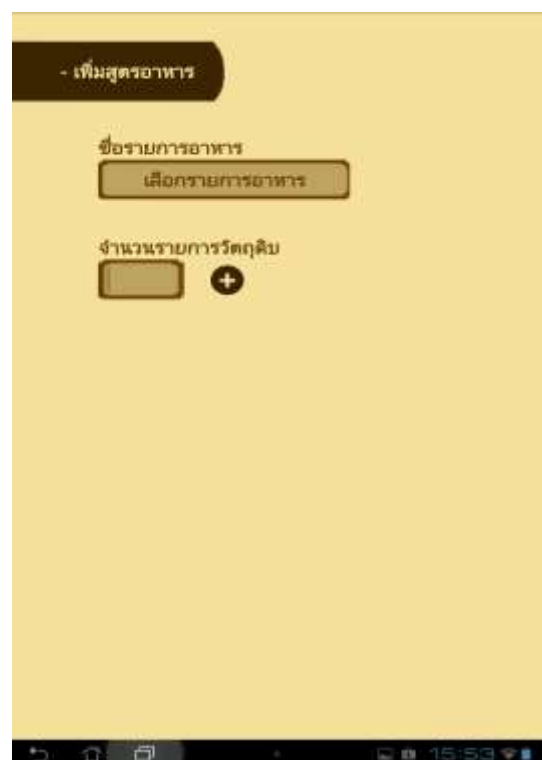 - เพิ่มสูตรอาหาร
ชื่อรายการอาหาร
เลือกรายการอาหาร
จำนวนรายการวัตถุดิบ
15:53